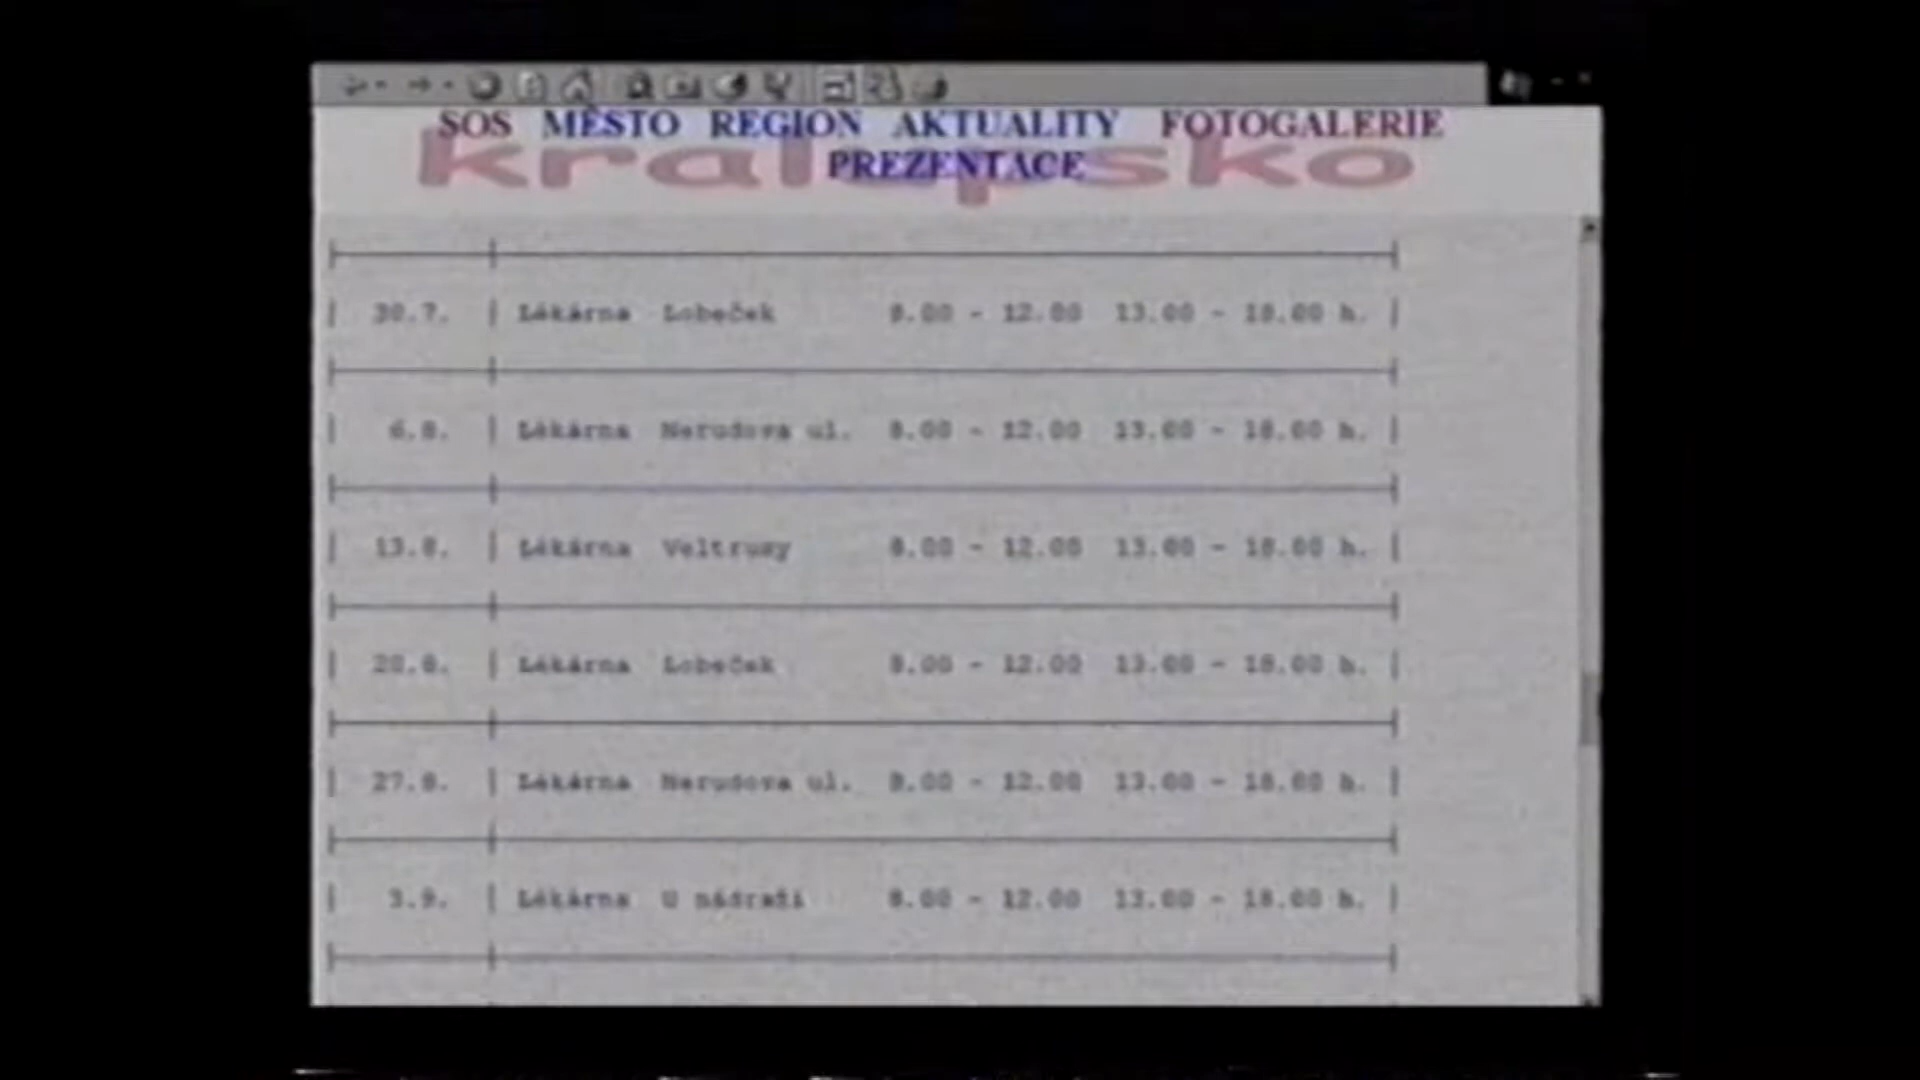 SOS MĚSTO REGION AKTUALITY FOTOGALERIE
kralupsko
PREZENTACE
30.7. Lékárna Lobeček 8.00 - 12.00 13.00 - 18.00 h.
6.8. Lékárna Nerudova ul. 8.00 - 12.00 13.00 - 18.00 h.
13.8. Lékárna Veltrusy 8.00 - 12.00 13.00 - 18.00 h.
20.8. Lékárna Lobeček 8.00 - 12.00 13.00 - 18.00 h.
27.8. Lékárna Nerudova ul. 8.00 - 12.00 13.00 - 18.00 h.
3.9. Lékárna U nádraží 8.00 - 12.00 13.00 - 18.00 h.